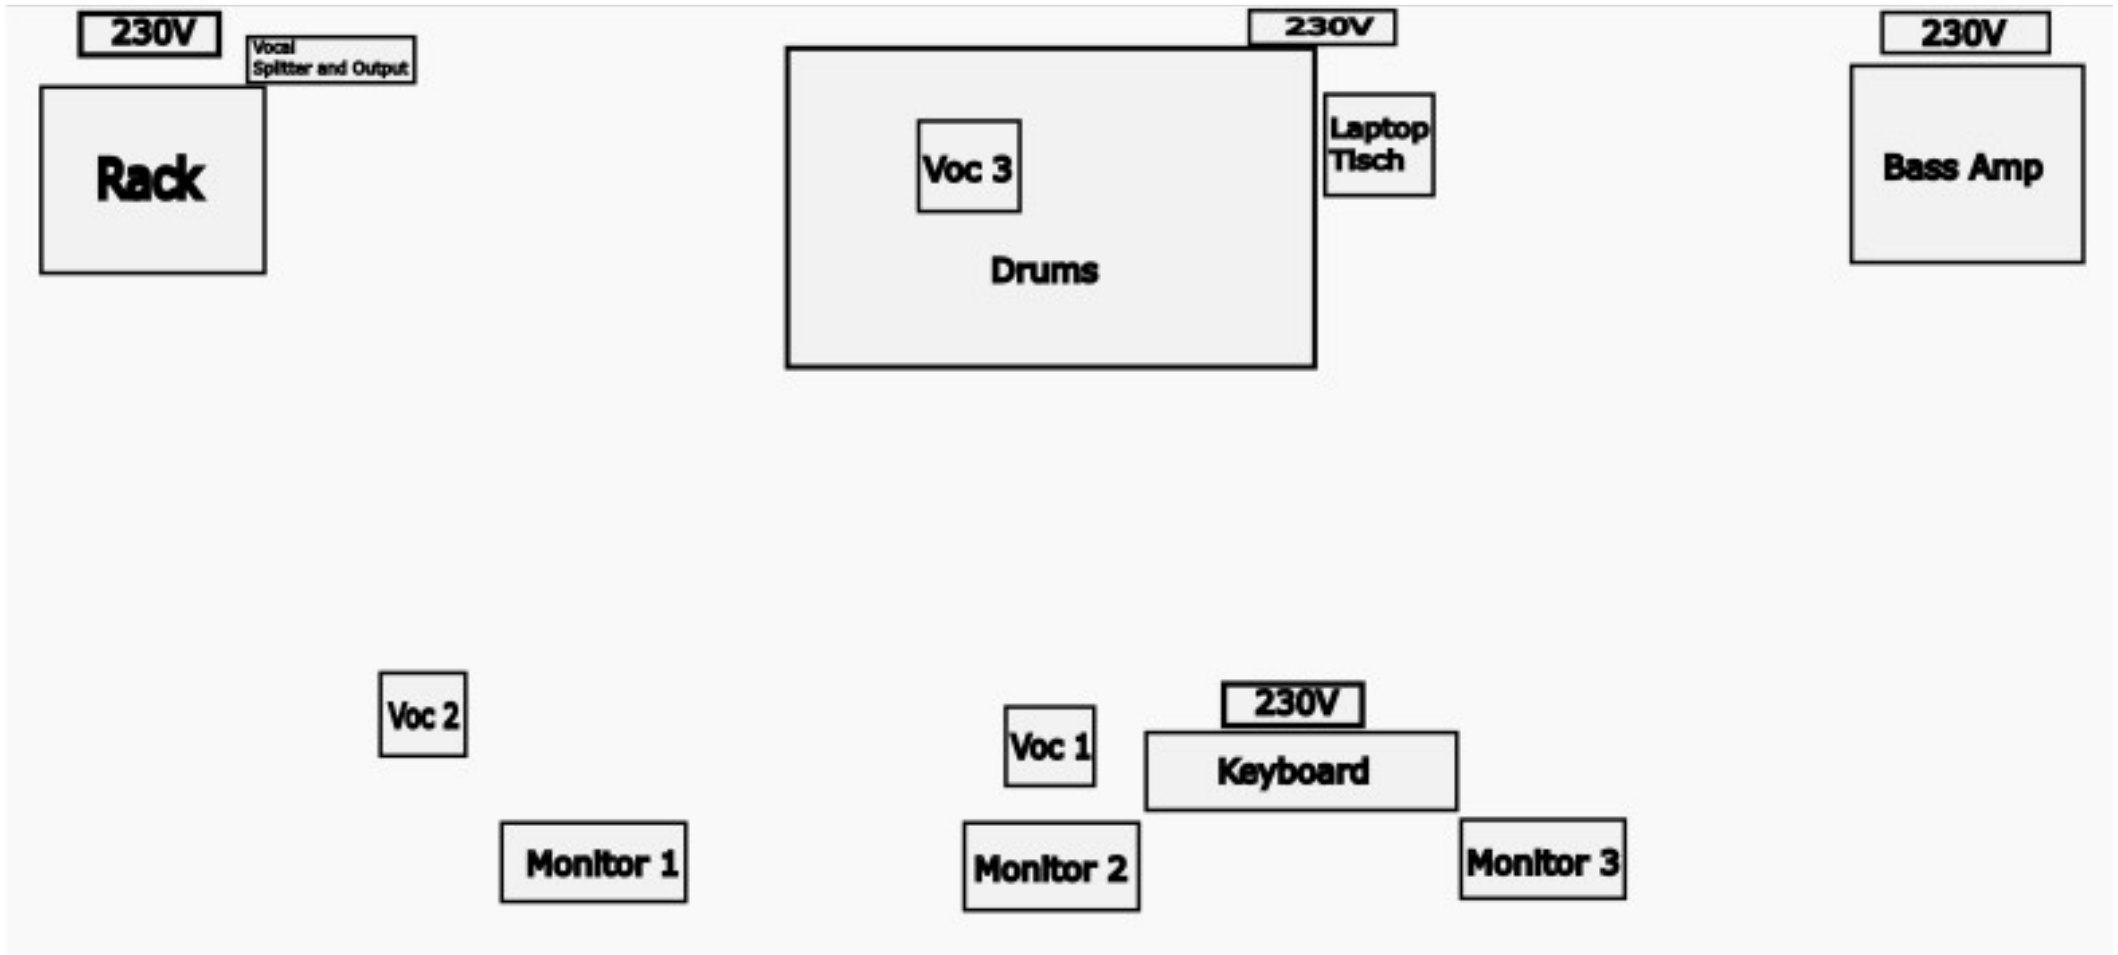 230V
Vocal
Splitter and Output
230V
230V
Rack
Voc 3
Drums
Laptop
Tisch
Bass Amp
Voc 2
Voc 1
230V
Keyboard
Monitor 1
Monitor 2
Monitor 3